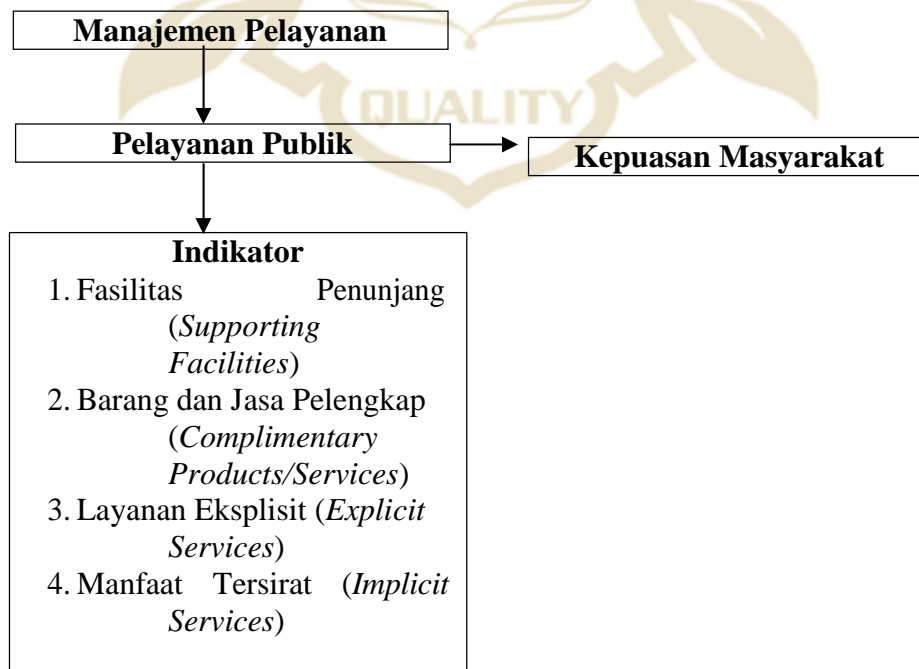 QUALITY
Manajemen Pelayanan
Pelayanan Publik
Kepuasan Masyarakat
Indikator
1. Fasilitas Penunjang
(Supporting
Facilities)
2. Barang dan Jasa Pelengkap
(Complimentary
Products/Services)
3. Layanan Eksplisit (Explicit
Services)
4. Manfaat Tersirat (Implicit
Services)